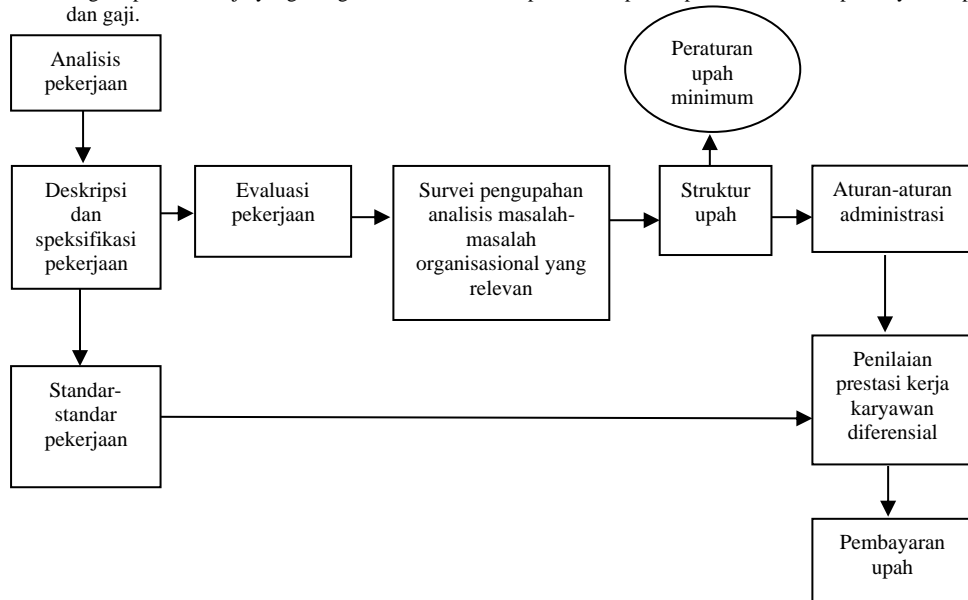 dan gaji.
Analisis
pekerjaan
Peraturan
upah
minimum
Deskripsi
dan
speksifikasi
pekerjaan
Evaluasi
pekerjaan
Survei pengupahan
analisis masalah-
masalah
organisasional yang
relevan
Struktur
upah
Aturan-aturan
administrasi
Standar-
standar
pekerjaan
Penilaian
prestasi kerja
karyawan
diferensial
Pembayaran
upah